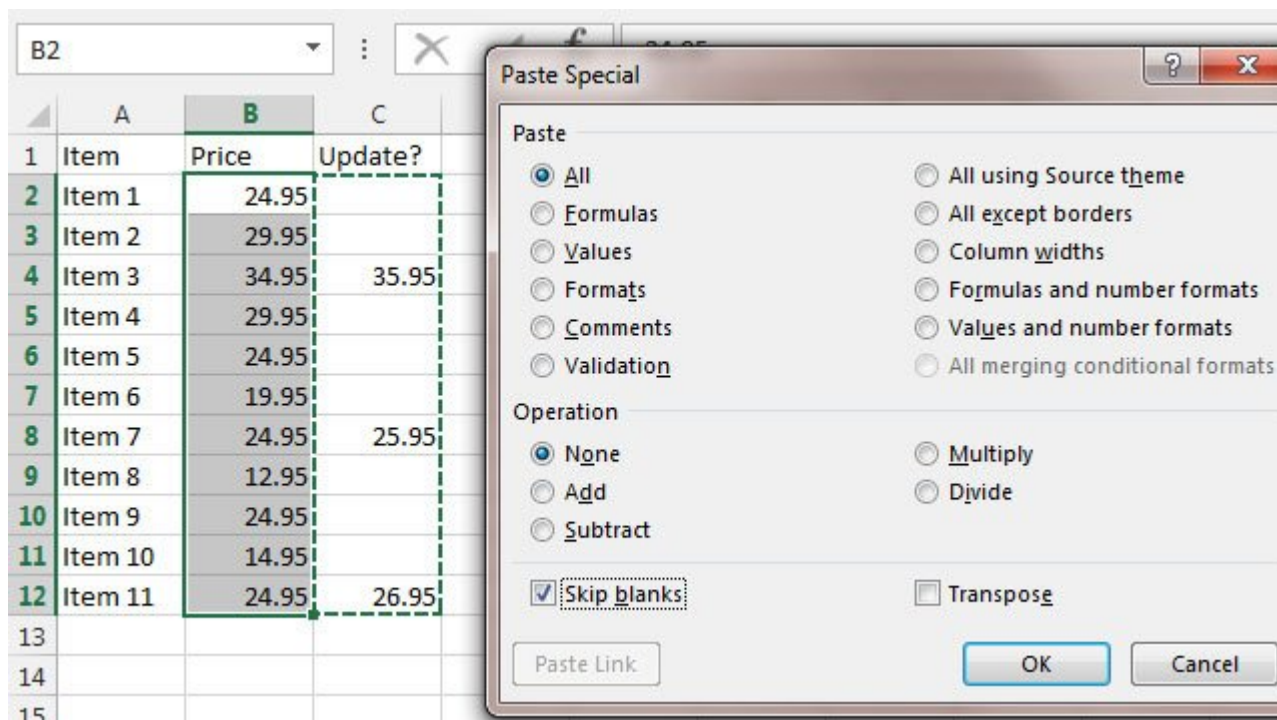 B2
Paste Special
A B C
1 Item Price Update?
2 Item 1 24.95
3 Item 2 29.95
4 Item 3 34.95 35.95
5 Item 4 29.95
6 Item 5 24.95
7 Item 6 19.95
8 Item 7 24.95 25.95
9 Item 8 12.95
10 Item 9 24.95
11 Item 10 14.95
12 Item 11 24.95 26.95
13
14
15
Paste
All All using Source theme
Formulas All except borders
Values Column widths
Formats Formulas and number formats
Comments Values and number formats
Validation All merging conditional formats
Operation
None Multiply
Add Divide
Subtract
Skip blanks Transpose
Paste Link OK Cancel